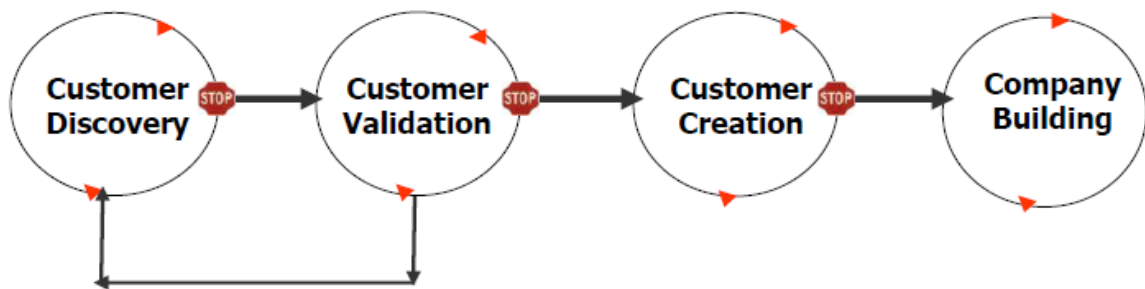 Customer
Discovery
STOP
Customer
Validation
STOP
Customer
Creation
STOP
Company
Building